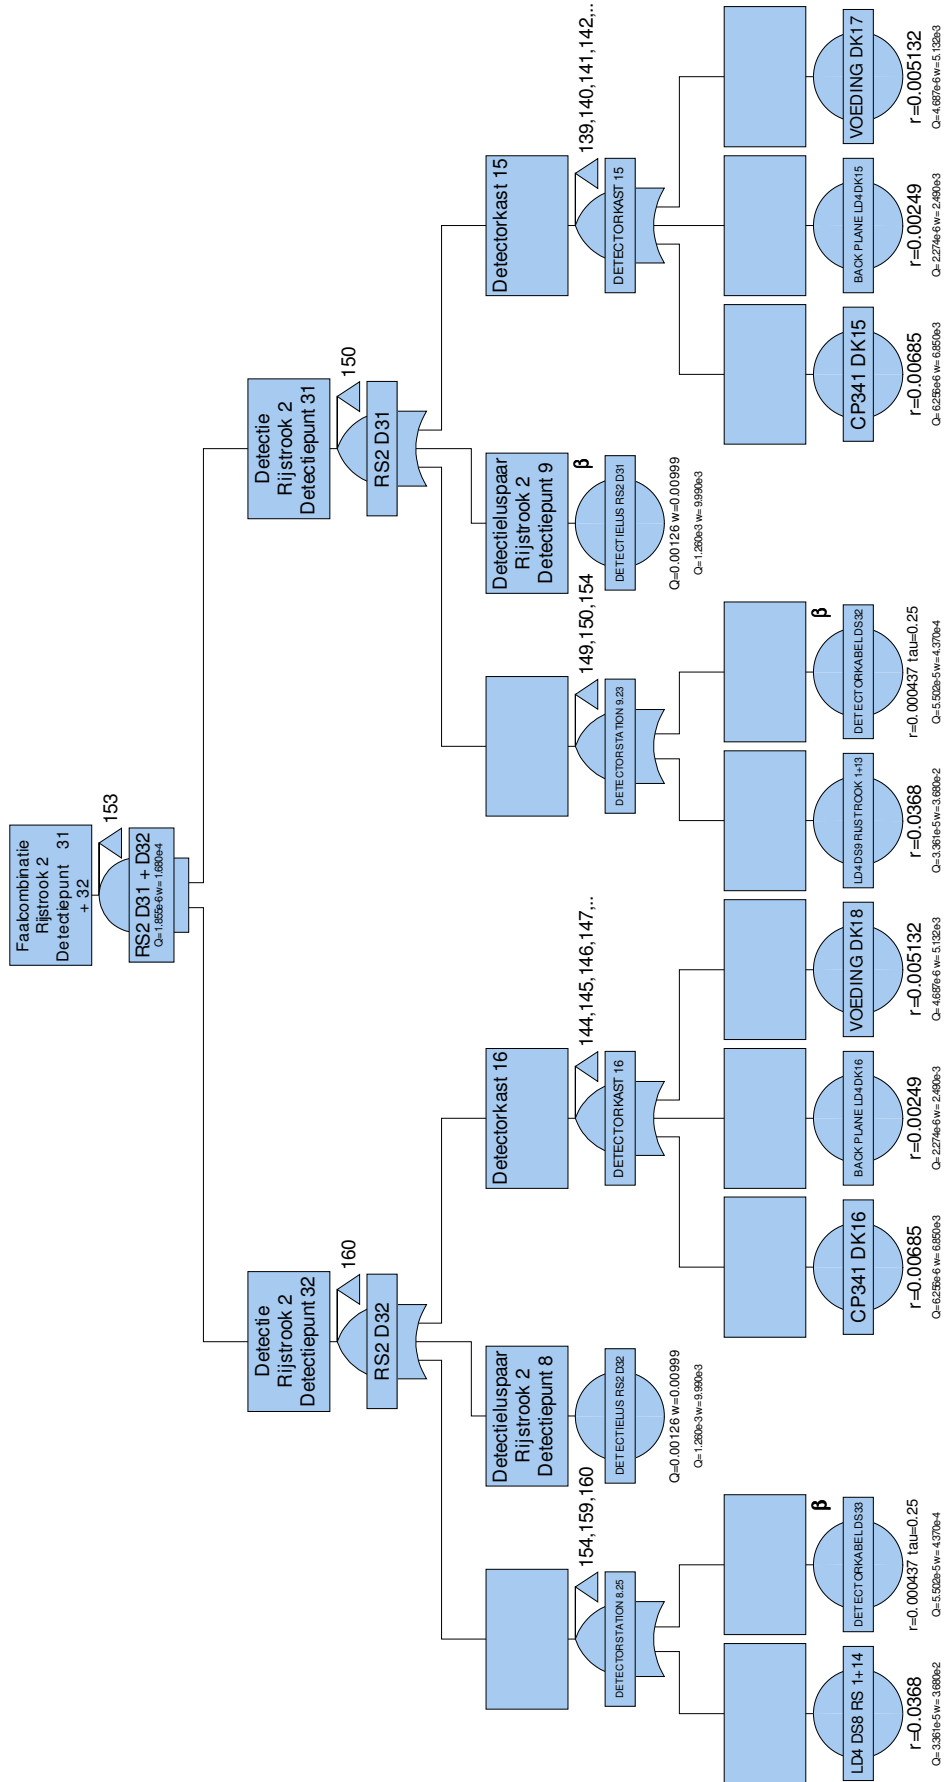 Faalcombinatie
Rijstrook 2
Detectiepunt 31
+ 32
153
RS2 D31 + D32
Q=1.855e-6 w= 1.680e-4
Detectie
Rijstrook 2
Detectiepunt 32
160
RS2 D32
Detectie
Rijstrook 2
Detectiepunt 31
150
RS2 D31
154,159,160
DETECTORSTATION 8.25
Detectieluspaar
Rijstrook 2
Detectiepunt 8
DETECTIELUS RS2 D32
Q=0.00126 w=0.00999
Q=1.260e-3 w= 9.990e-3
Detectorkast 16
144,145,146,147,..
DETECTORKAST 16
149,150,154
DETECTORSTATION 9.23
Detectieluspaar
Rijstrook 2
Detectiepunt 9
β
DETECTIELUS RS2 D31
Q=0.00126 w=0.00999
Q=1.260e-3 w= 9.990e-3
Detectorkast 15
139,140,141,142,..
DETECTORKAST 15
LD4 DS8 RS 1+14
r=0.0368
Q=3.361e-5 w= 3.680e-2
β
DETECTORKABEL DS33
r=0.000437 tau=0.25
Q=5.502e-5 w= 4.370e-4
CP341 DK16
r=0.00685
Q=6.256e-6 w= 6.850e-3
BACK PLANE LD4 DK16
r=0.00249
Q=2.274e-6 w= 2.490e-3
VOEDING DK18
r=0.005132
Q=4.687e-6 w= 5.132e-3
LD4 DS9 RIJSTROOK 1+13
r=0.0368
Q=3.361e-5 w= 3.680e-2
β
DETECTORKABEL DS32
r=0.000437 tau=0.25
Q=5.502e-5 w= 4.370e-4
CP341 DK15
r=0.00685
Q=6.256e-6 w= 6.850e-3
BACK PLANE LD4 DK15
r=0.00249
Q=2.274e-6 w= 2.490e-3
VOEDING DK17
r=0.005132
Q=4.687e-6 w= 5.132e-3